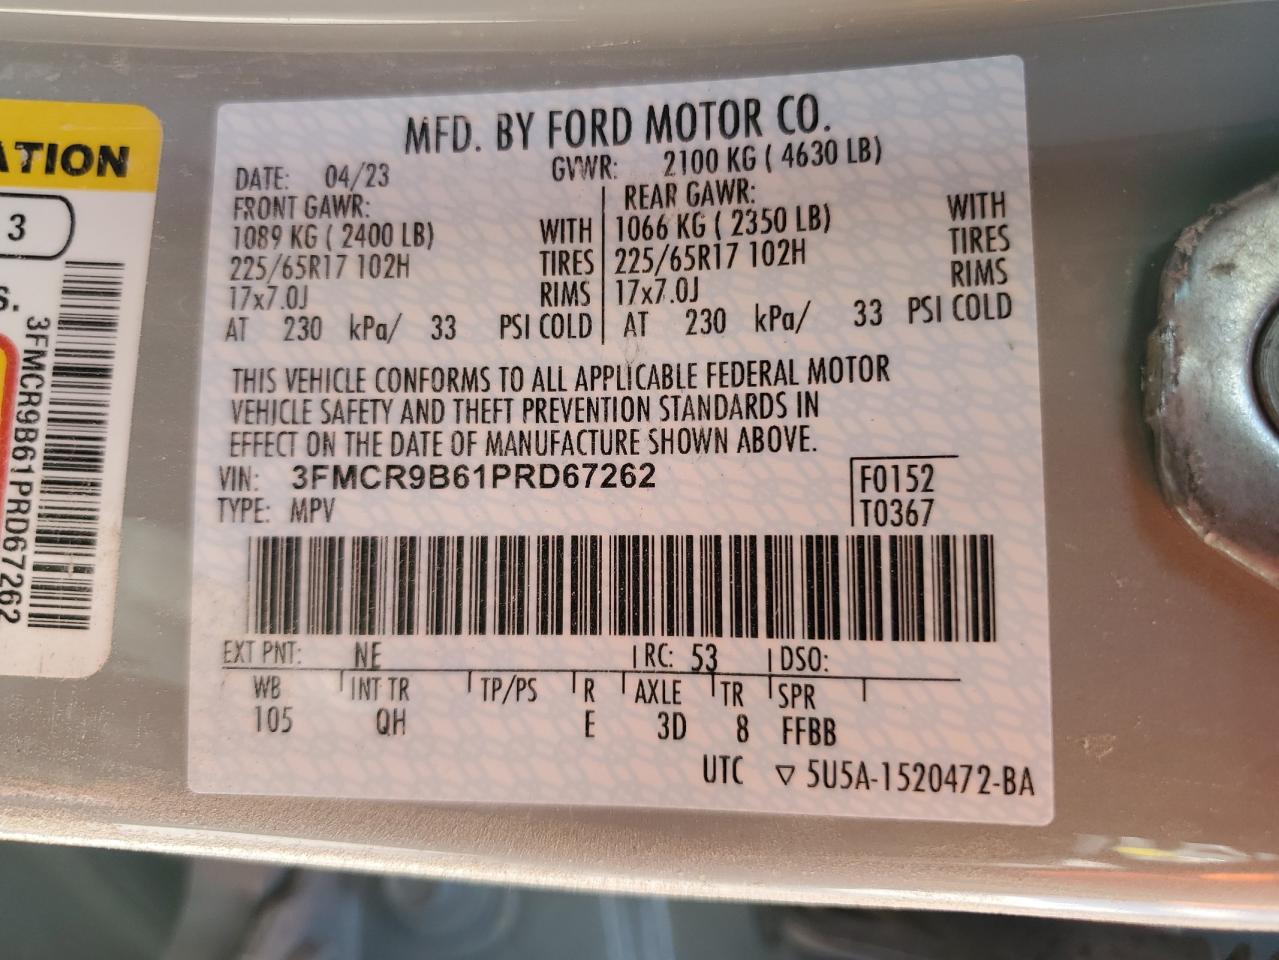 ATION
3
S.
3FMCR9B61PRD67262
MFD. BY FORD MOTOR CO.
DATE: 04/23 GVWR: 2100 KG ( 4630 LB)
FRONT GAWR: REAR GAWR:
1089 KG ( 2400 LB) WITH 1066 KG ( 2350 LB) WITH
225/65R17 102H TIRES 225/65R17 102H TIRES
17x7.0J RIMS 17x7.0J RIMS
AT 230 kPa/ 33 PSI COLD AT 230 kPa/ 33 PSI COLD
THIS VEHICLE CONFORMS TO ALL APPLICABLE FEDERAL MOTOR
VEHICLE SAFETY AND THEFT PREVENTION STANDARDS IN
EFFECT ON THE DATE OF MANUFACTURE SHOWN ABOVE.
VIN: 3FMCR9B61PRD67262 F0152
TYPE: MPV T0367
EXT PNT: NE RC: 53 DSO:
WB INT TR TP/PS R AXLE TR SPR
105 QH E 3D 8 FFBB
UTC ▽ 5U5A-1520472-BA